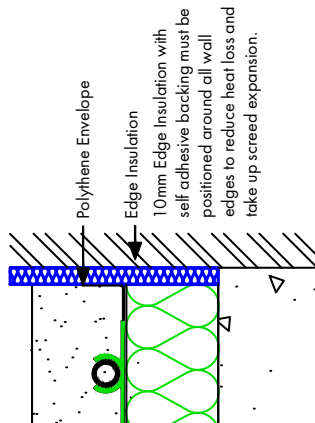 Polythene Envelope
Edge Insulation
10mm Edge Insulation with
self adhesive backing must be
positioned around all wall
edges to reduce heat loss and
take up screed expansion.